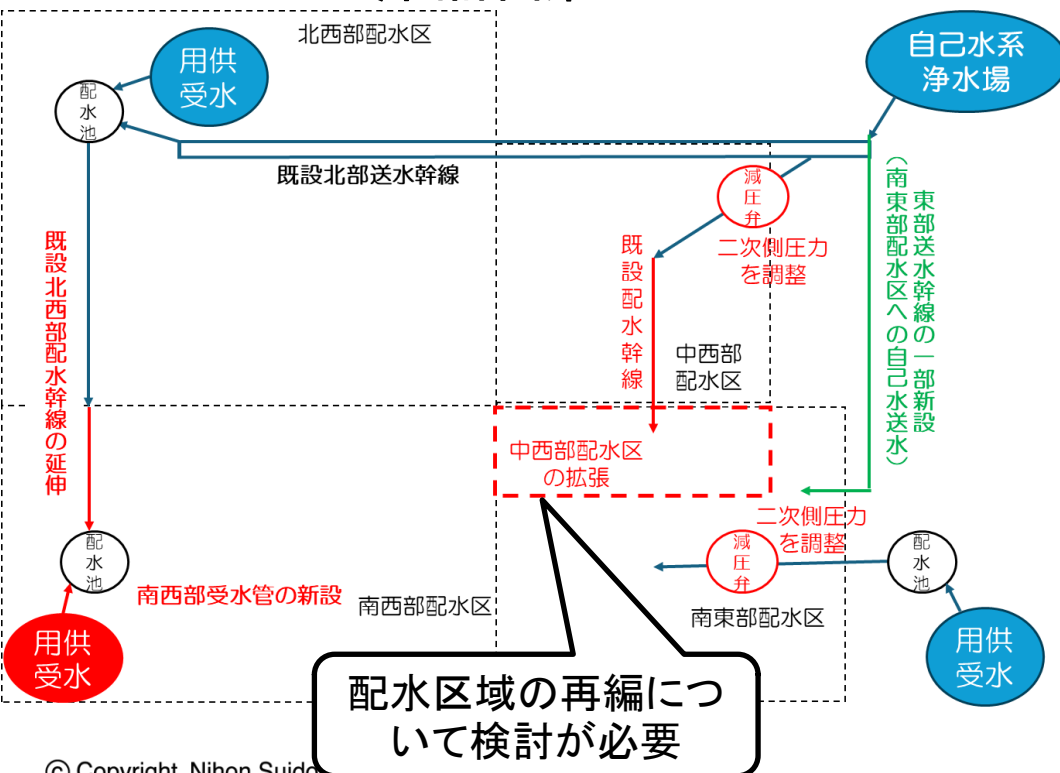 北西部配水区
用供
受水
自己水系
浄水場
配
水
池
既設北部送水幹線
減
圧
弁
二次側圧力
を調整
既設配水幹線
中西部
配水区
東部送水幹線の一部新設
(南東部配水区への自己水送水)
既設北西部配水幹線の延伸
中西部配水区
の拡張
二次側圧力
を調整
減
圧
弁
配
水
池
配
水
池
南西部受水管の新設
南西部配水区
南東部配水区
用供
受水
用供
受水
配水区域の再編につ
いて検討が必要
© Copyright Nihon Suido